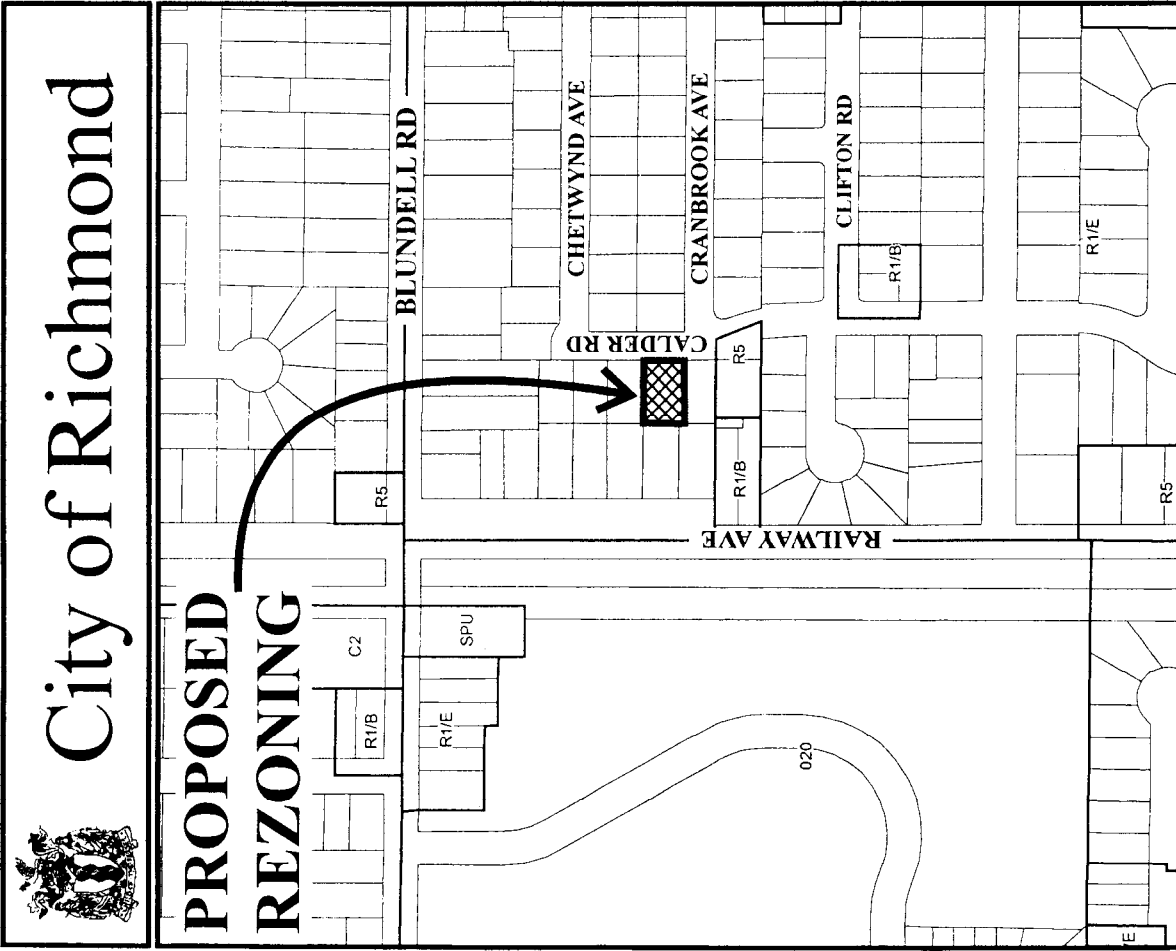 City of Richmond
PROPOSED
REZONING
BLUNDELL RD
CHETWYND AVE
CRANBROOK AVE
CLIFTON RD
CALDER RD
RAILWAY AVE
R5
C2
R1/B
SPU
R1/E
020
R5
R1/B
R1/B
R1/E
R5
E